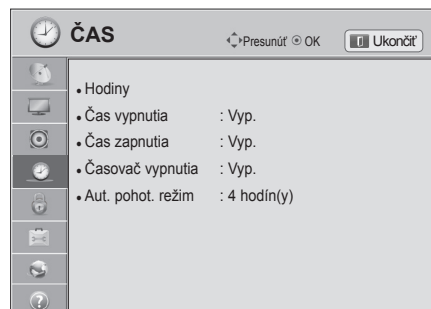 ČAS Presunúť OK Ukončiť
Hodiny
Čas vypnutia : Vyp.
Čas zapnutia : Vyp.
Časovač vypnutia : Vyp.
Aut. pohot. režim : 4 hodín(y)